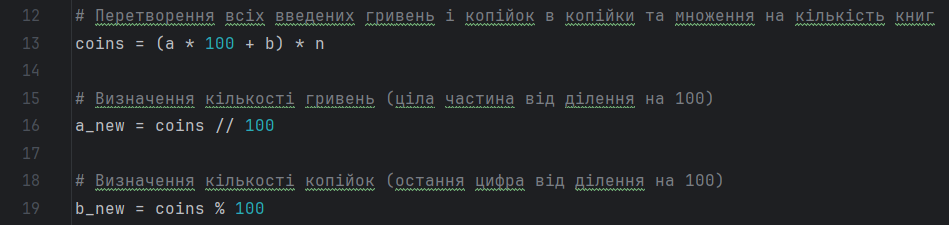 12 # Перетворення всіх введених гривень і копійок в копійки та множення на кількість книг
13 coins = (a * 100 + b) * n
14
15 # Визначення кількості гривень (ціла частина від ділення на 100)
16 a_new = coins // 100
17
18 # Визначення кількості копійок (остання цифра від ділення на 100)
19 b_new = coins % 100